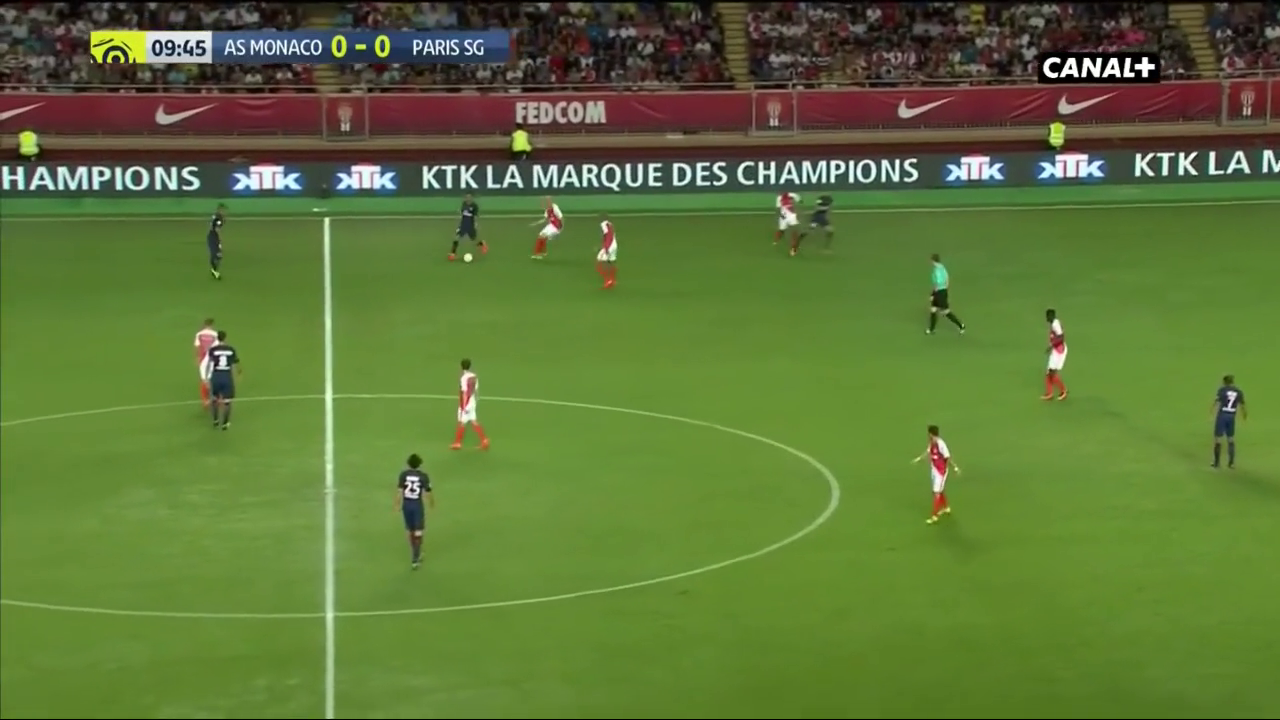 09:45 AS MONACO 0 - 0 PARIS SG
CANAL+
FEDCOM
HAMPIONS KTK KTK KTK LA MARQUE DES CHAMPIONS KTK KTK KTK LA M
25
7